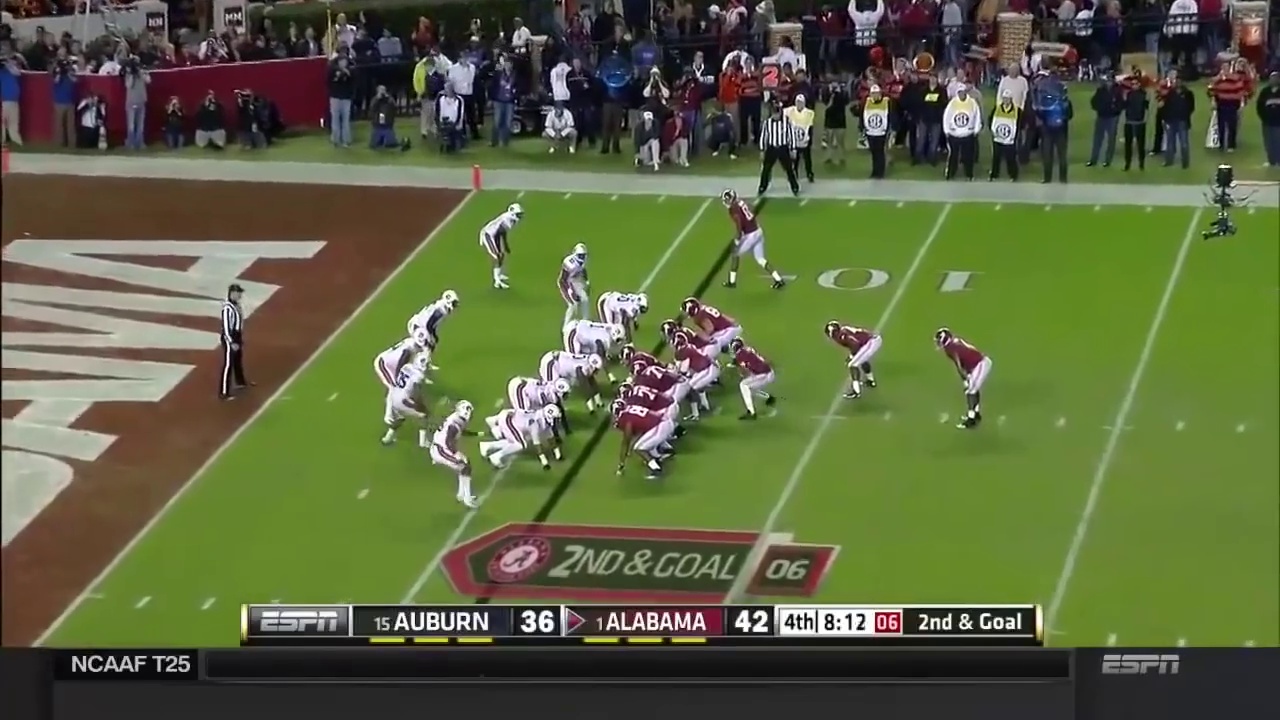 2
10
2ND & GOAL 06
ESPN 15 AUBURN 36 1 ALABAMA 42 4th 8:12 06 2nd & Goal
NCAAF T25 ESPN